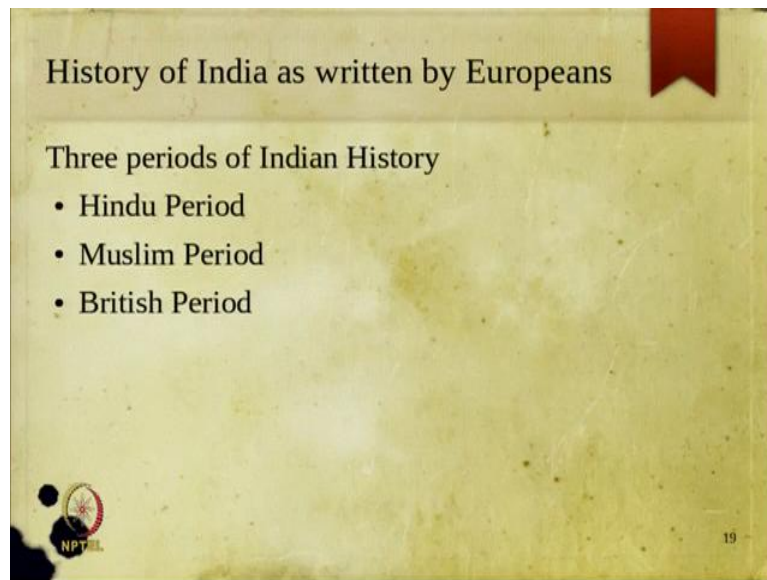 History of India as written by Europeans
Three periods of Indian History
• Hindu Period
• Muslim Period
• British Period
NPTEL
19